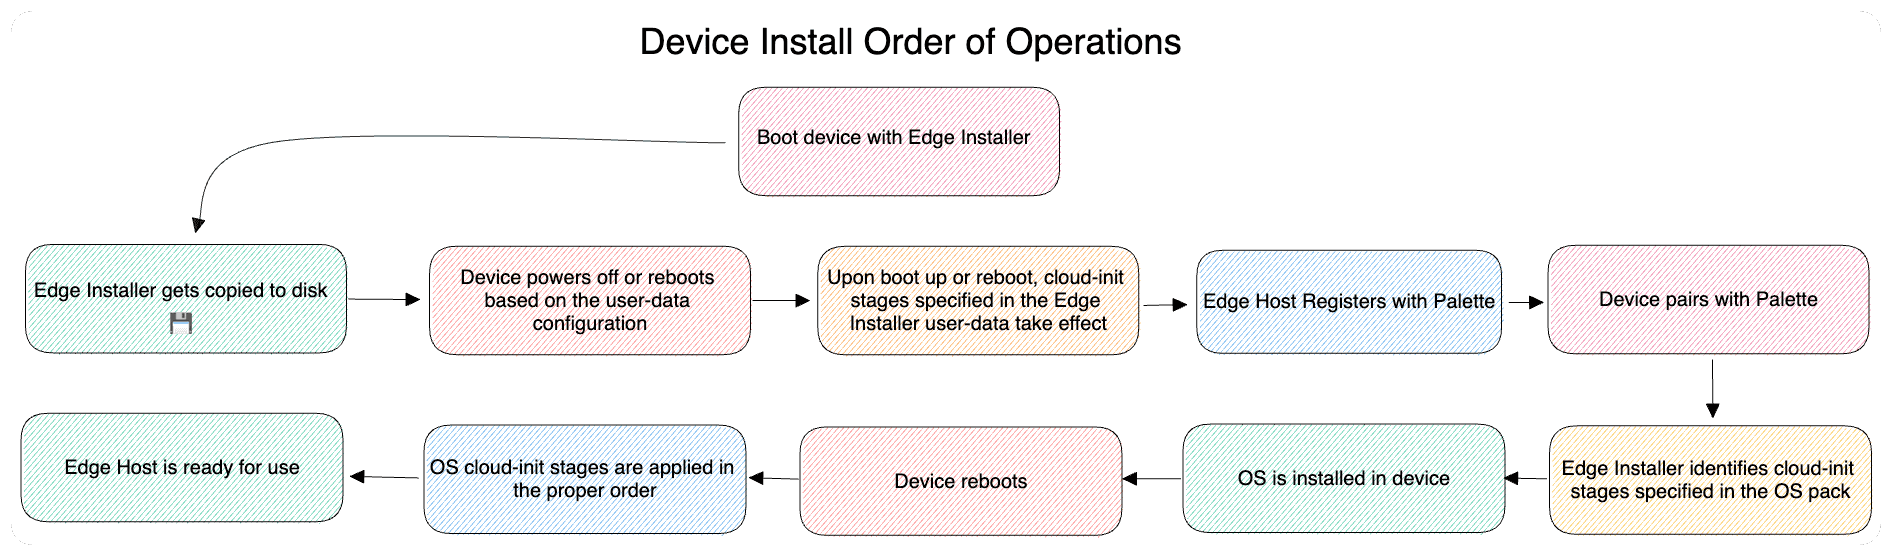 Device Install Order of Operations
Boot device with Edge Installer
Edge Installer gets copied to disk
Device powers off or reboots
based on the user-data
configuration
Upon boot up or reboot, cloud-init
stages specified in the Edge
Installer user-data take effect
Edge Host Registers with Palette
Device pairs with Palette
Edge Installer identifies cloud-init
stages specified in the OS pack
OS is installed in device
Device reboots
OS cloud-init stages are applied in
the proper order
Edge Host is ready for use